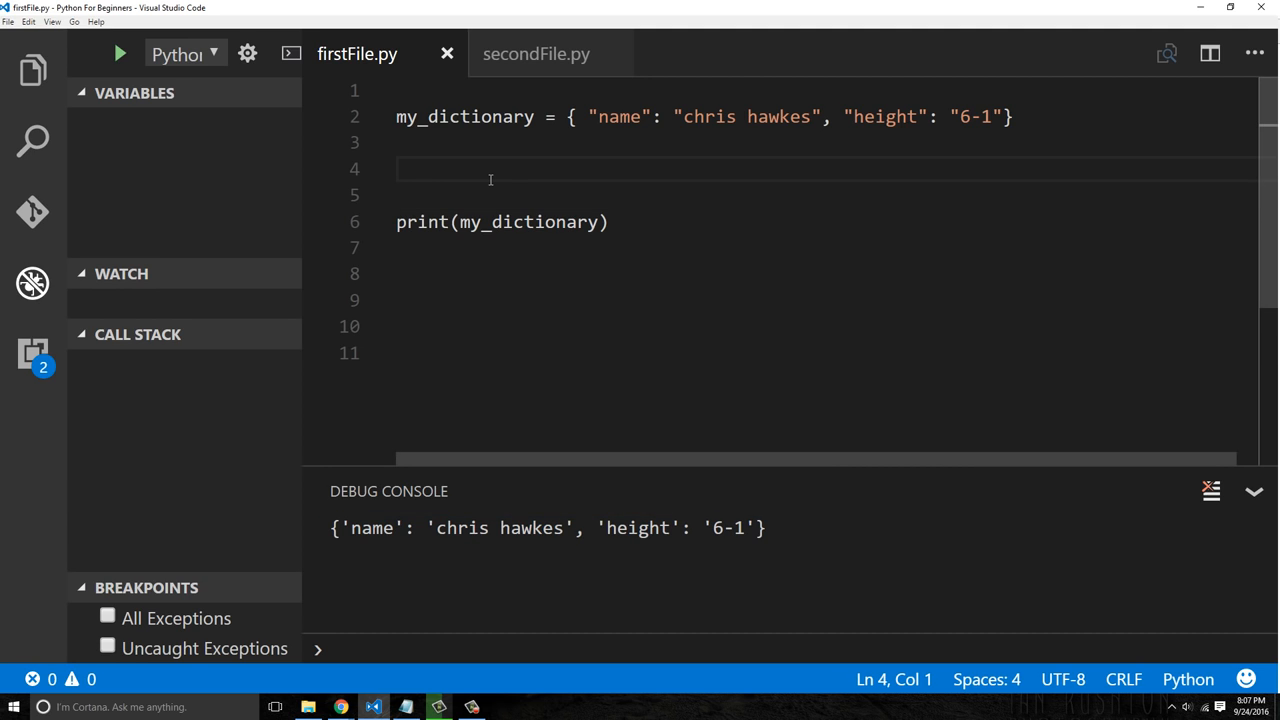 firstFile.py - Python For Beginners - Visual Studio Code
File Edit View Go Help
Python
firstFile.py
secondFile.py
VARIABLES
WATCH
CALL STACK
2
BREAKPOINTS
All Exceptions
Uncaught Exceptions
1
2 my_dictionary = { "name": "chris hawkes", "height": "6-1"}
3
4
5
6 print(my_dictionary)
7
8
9
10
11
DEBUG CONSOLE
{'name': 'chris hawkes', 'height': '6-1'}
0 0 Ln 4, Col 1 Spaces: 4 UTF-8 CRLF Python
I'm Cortana. Ask me anything.
8:07 PM
9/24/2016